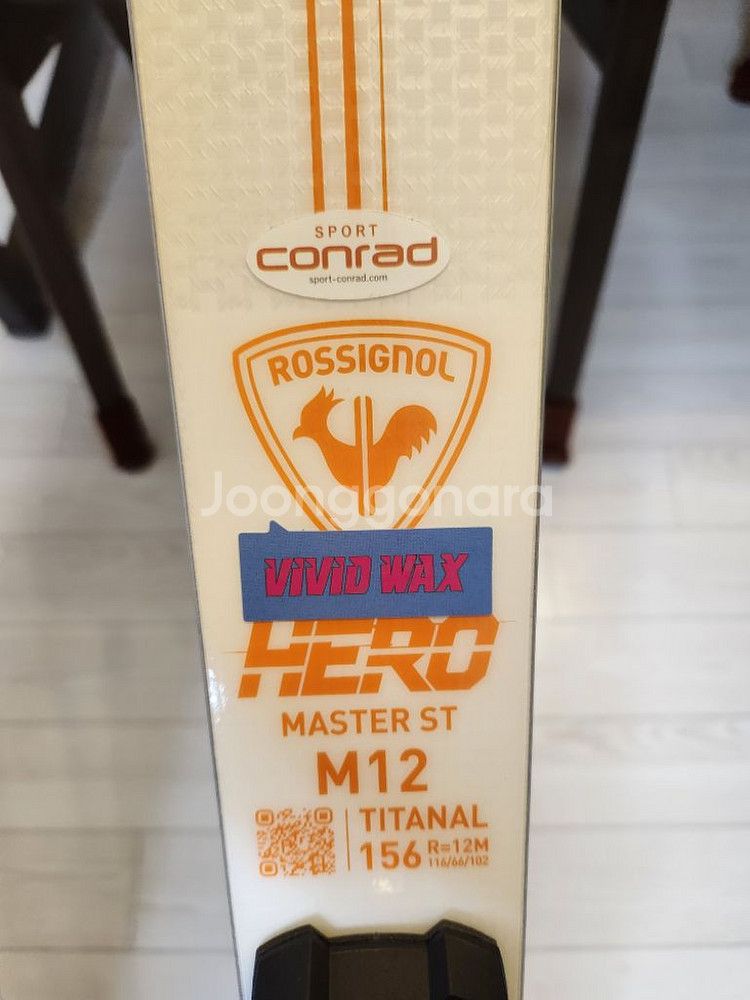 SPORT
conrad
sport-conrad.com
ROSSIGNOL
Joonggonara
VIVID WAX
HERO
MASTER ST
M12
TITANAL
156 R=12M
116/66/102